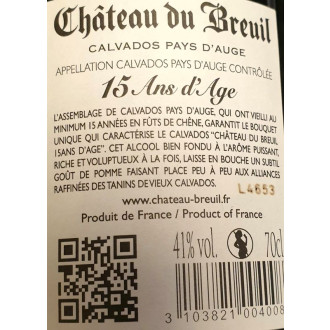 Château du Breuil
CALVADOS PAYS D'AUGE
APPELLATION CALVADOS PAYS D'AUGE CONTRÔLÉE
15 Ans d'Age
L'ASSEMBLAGE DE CALVADOS PAYS D'AUGE, QUI ONT VIEILLI AU
MINIMUM 15 ANNÉES EN FÛTS DE CHÊNE, GARANTIT LE BOUQUET
UNIQUE QUI CARACTÉRISE LE CALVADOS "CHÂTEAU DU BREUIL
15ANS D'AGE". CET ALCOOL BIEN FONDU À L'ARÔME PUISSANT,
RICHE ET VOLUPTUEUX À LA FOIS, LAISSE EN BOUCHE UN SUBTIL
GOÛT DE POMME FAISANT PLACE PEU À PEU AUX ALLIANCES
RAFFINÉES DES TANINS DE VIEUX CALVADOS.
L4653
www.chateau-breuil.fr
Produit de France / Product of France
41% vol. 70cl
3 103821 004008